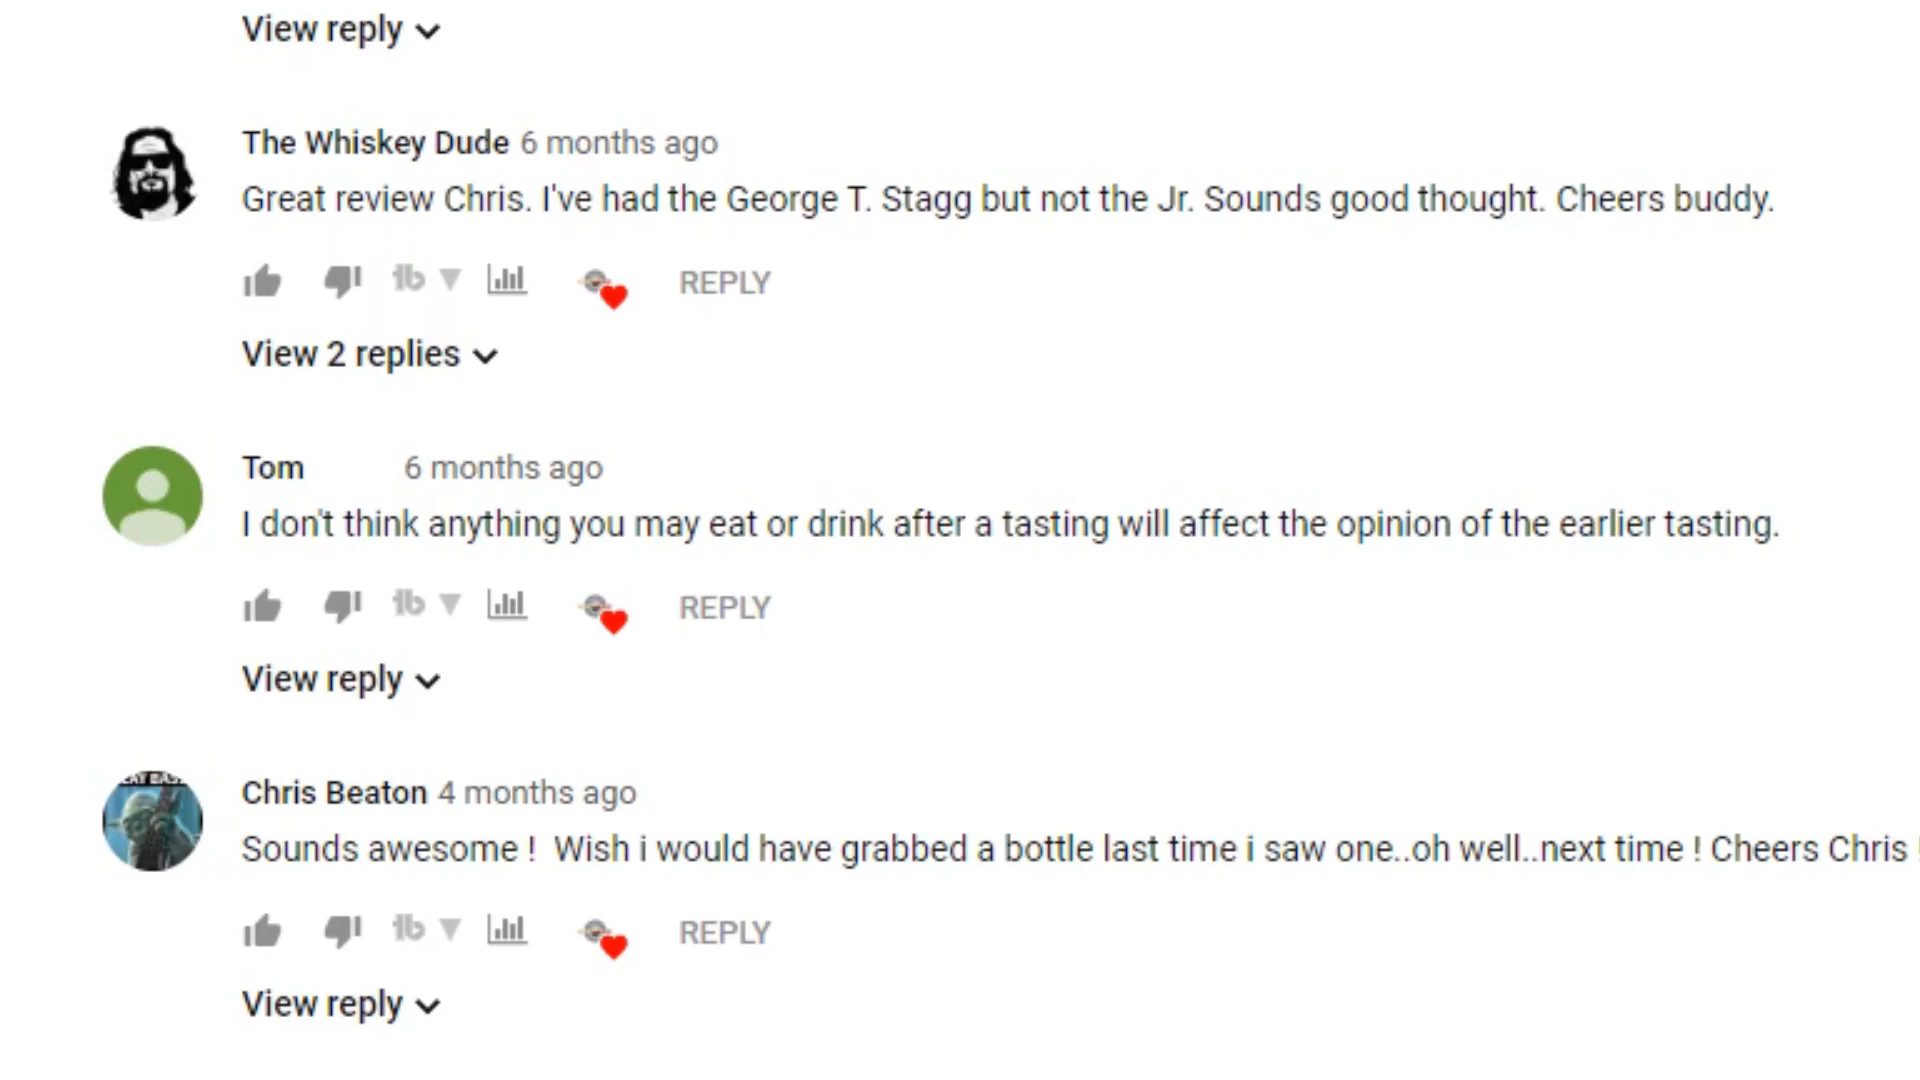 View reply
The Whiskey Dude 6 months ago
Great review Chris. I've had the George T. Stagg but not the Jr. Sounds good thought. Cheers buddy.
REPLY
View 2 replies
Tom 6 months ago
I don't think anything you may eat or drink after a tasting will affect the opinion of the earlier tasting.
REPLY
View reply
Chris Beaton 4 months ago
Sounds awesome !  Wish i would have grabbed a bottle last time i saw one..oh well..next time ! Cheers Chris !
REPLY
View reply